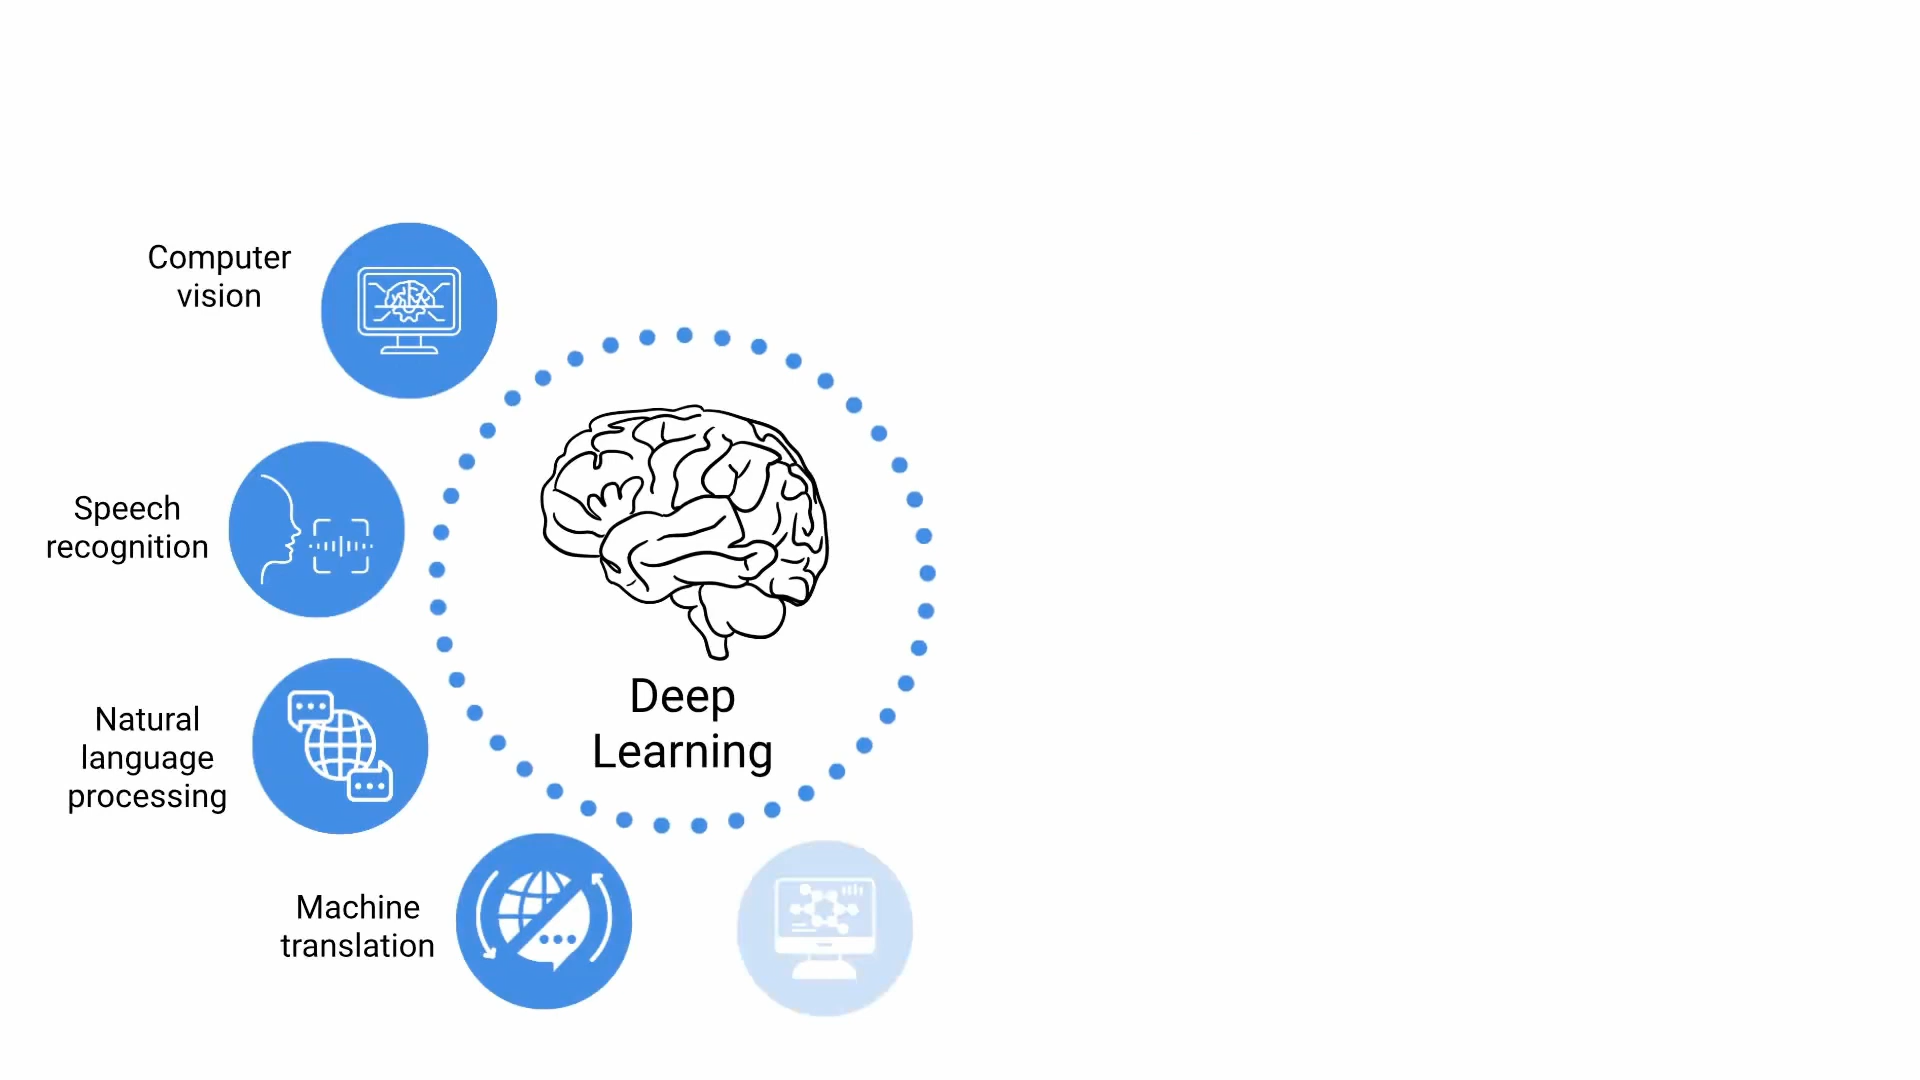 Computer
vision
Speech
recognition
Natural
language
processing
Machine
translation
Deep
Learning